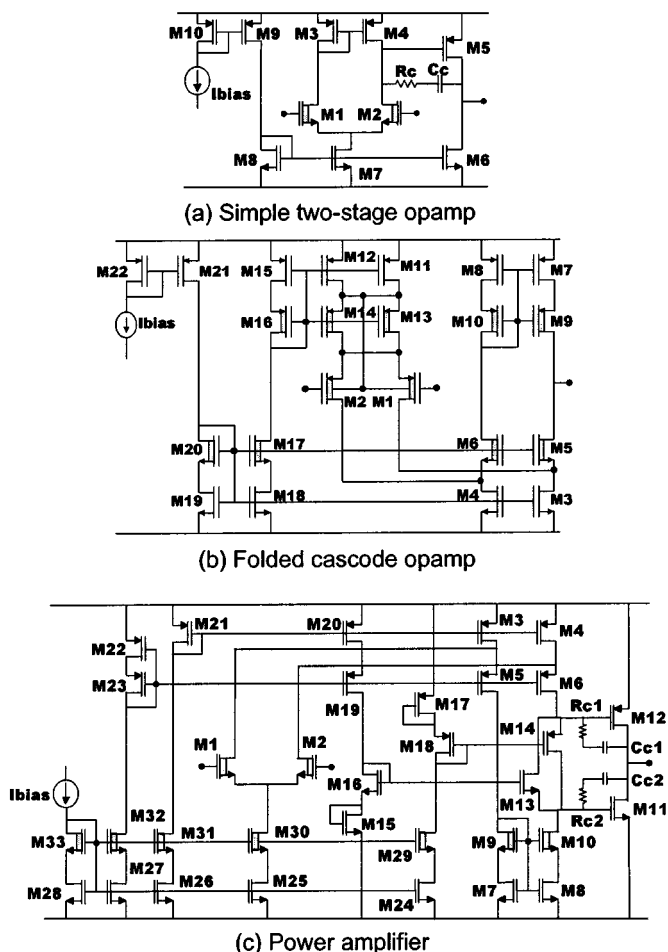 M10 M9 M3 M4 M5
Rc Cc
Ibias
M1 M2
M8 M7 M6
(a) Simple two-stage opamp
M22 M21 M15 M12 M11 M8 M7
M16 M14 M13 M10 M9
Ibias
M2 M1
M20 M17 M6 M5
M19 M18 M4 M3
(b) Folded cascode opamp
M21 M20 M3 M4
M22
M23 M19 M5 M6
M17 Rc1 M12
M1 M2 M18 M14
Cc1
M16 Cc2
Ibias
M13 M11
M15 Rc2
M32
M33 M31 M30 M29 M9 M10
M27
M28 M26 M25 M24 M7 M8
(c) Power amplifier